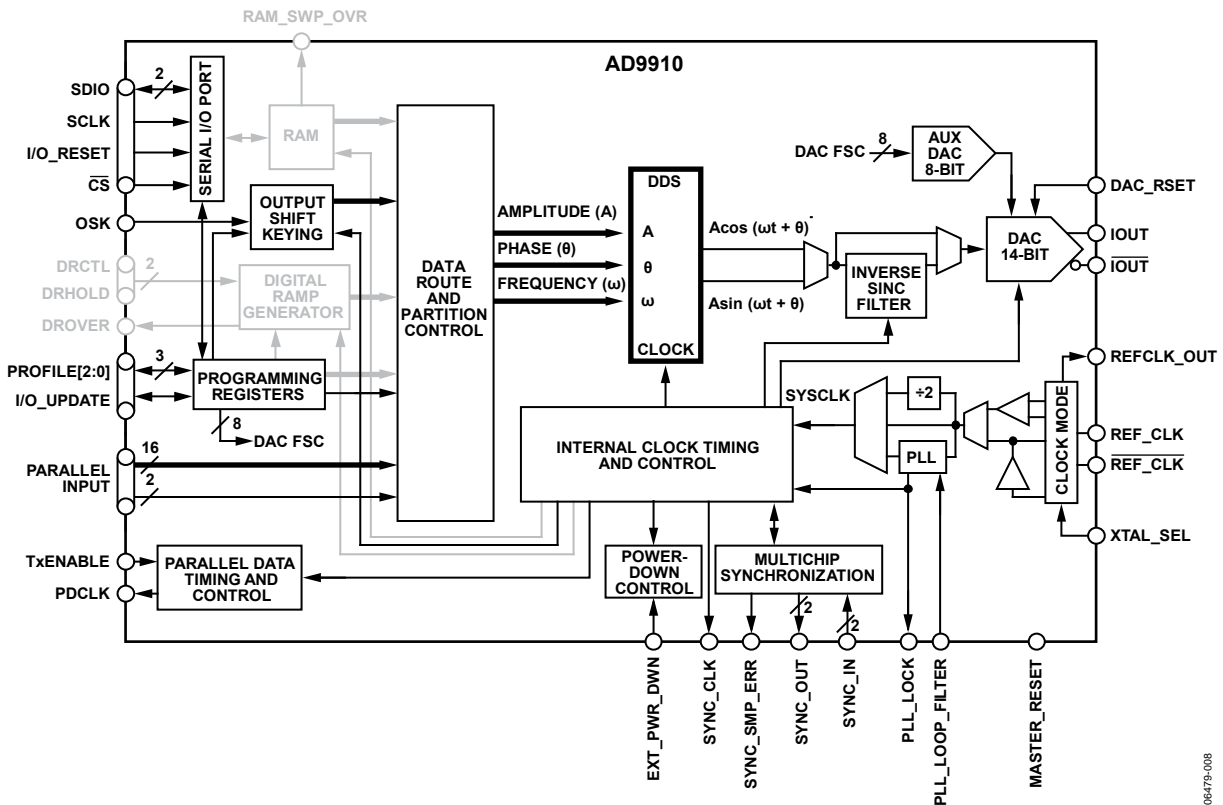 RAM_SWP_OVR
AD9910
SDIO
2
SCLK
I/O_RESET
CS
OSK
DRCTL
2
DRHOLD
DROVER
PROFILE[2:0]
3
I/O_UPDATE
PARALLEL
INPUT
16
2
TxENABLE
PDCLK
SERIAL I/O PORT
RAM
OUTPUT
SHIFT
KEYING
DIGITAL
RAMP
GENERATOR
PROGRAMMING
REGISTERS
8
DAC FSC
PARALLEL DATA
TIMING AND
CONTROL
DATA
ROUTE
AND
PARTITION
CONTROL
AMPLITUDE (A)
PHASE (θ)
FREQUENCY (ω)
DDS
A
θ
ω
CLOCK
Acos (ωt + θ)
Asin (ωt + θ)
INVERSE
SINC
FILTER
DAC FSC
8
AUX
DAC
8-BIT
DAC
14-BIT
DAC_RSET
IOUT
IOUT
REFCLK_OUT
REF_CLK
REF_CLK
XTAL_SEL
CLOCK MODE
SYSCLK
÷2
PLL
INTERNAL CLOCK TIMING
AND CONTROL
POWER-
DOWN
CONTROL
MULTICHIP
SYNCHRONIZATION
2
2
EXT_PWR_DWN
SYNC_CLK
SYNC_SMP_ERR
SYNC_OUT
SYNC_IN
PLL_LOCK
PLL_LOOP_FILTER
MASTER_RESET
06479-008